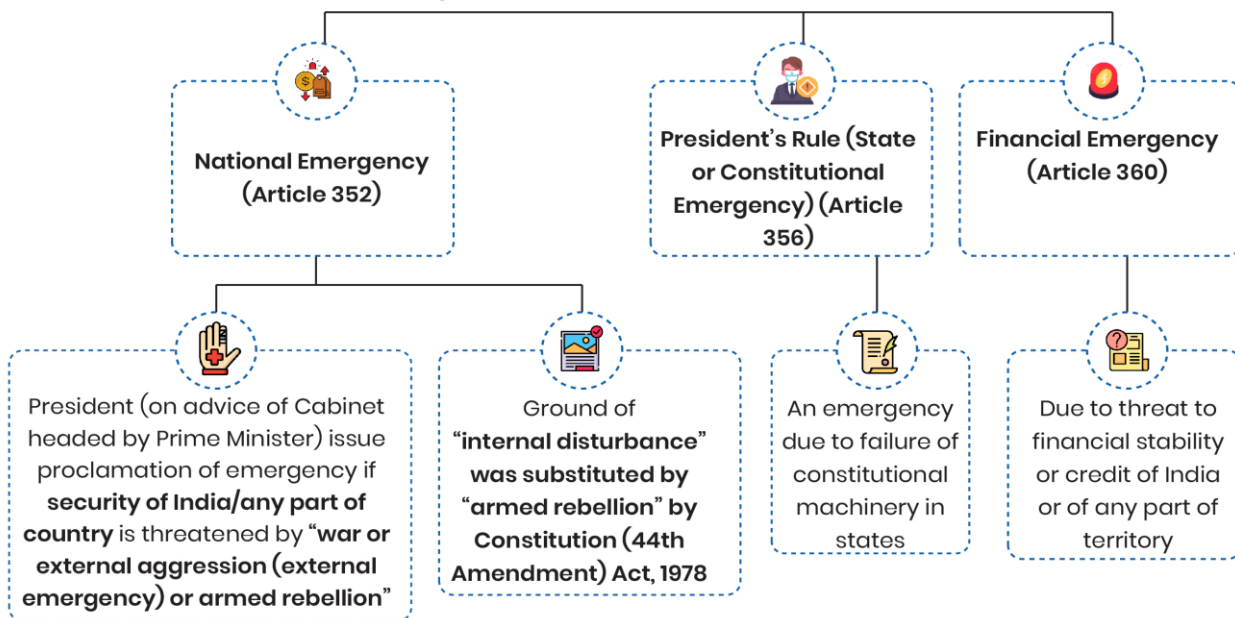 National Emergency
(Article 352)
President’s Rule (State
or Constitutional
Emergency) (Article
356)
Financial Emergency
(Article 360)
President (on advice of Cabinet
headed by Prime Minister) issue
proclamation of emergency if
security of India/any part of
country is threatened by “war or
external aggression (external
emergency) or armed rebellion”
Ground of
“internal disturbance”
was substituted by
“armed rebellion” by
Constitution (44th
Amendment) Act, 1978
An emergency
due to failure of
constitutional
machinery in
states
Due to threat to
financial stability
or credit of India
or of any part of
territory